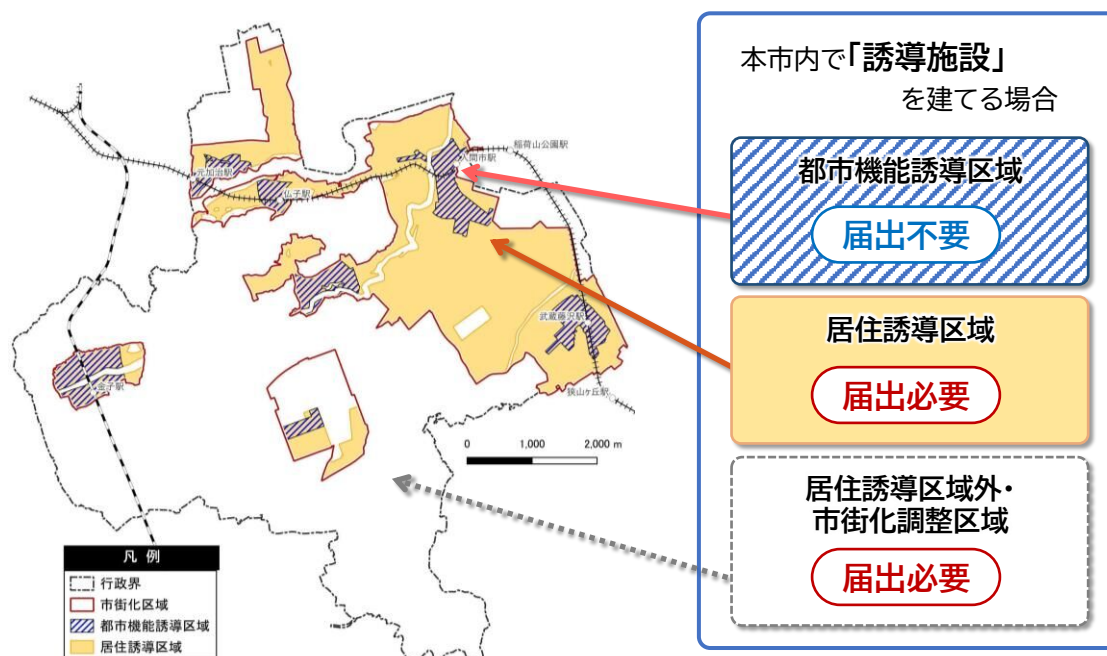 本市内で「誘導施設」
を建てる場合
都市機能誘導区域
届出不要
居住誘導区域
届出必要
居住誘導区域外・
市街化調整区域
届出必要
稲荷山公園駅
入間市駅
元加治駅
仏子駅
武蔵藤沢駅
狭山ヶ丘駅
金子駅
0 1,000 2,000 m
凡 例
行政界
市街化区域
都市機能誘導区域
居住誘導区域